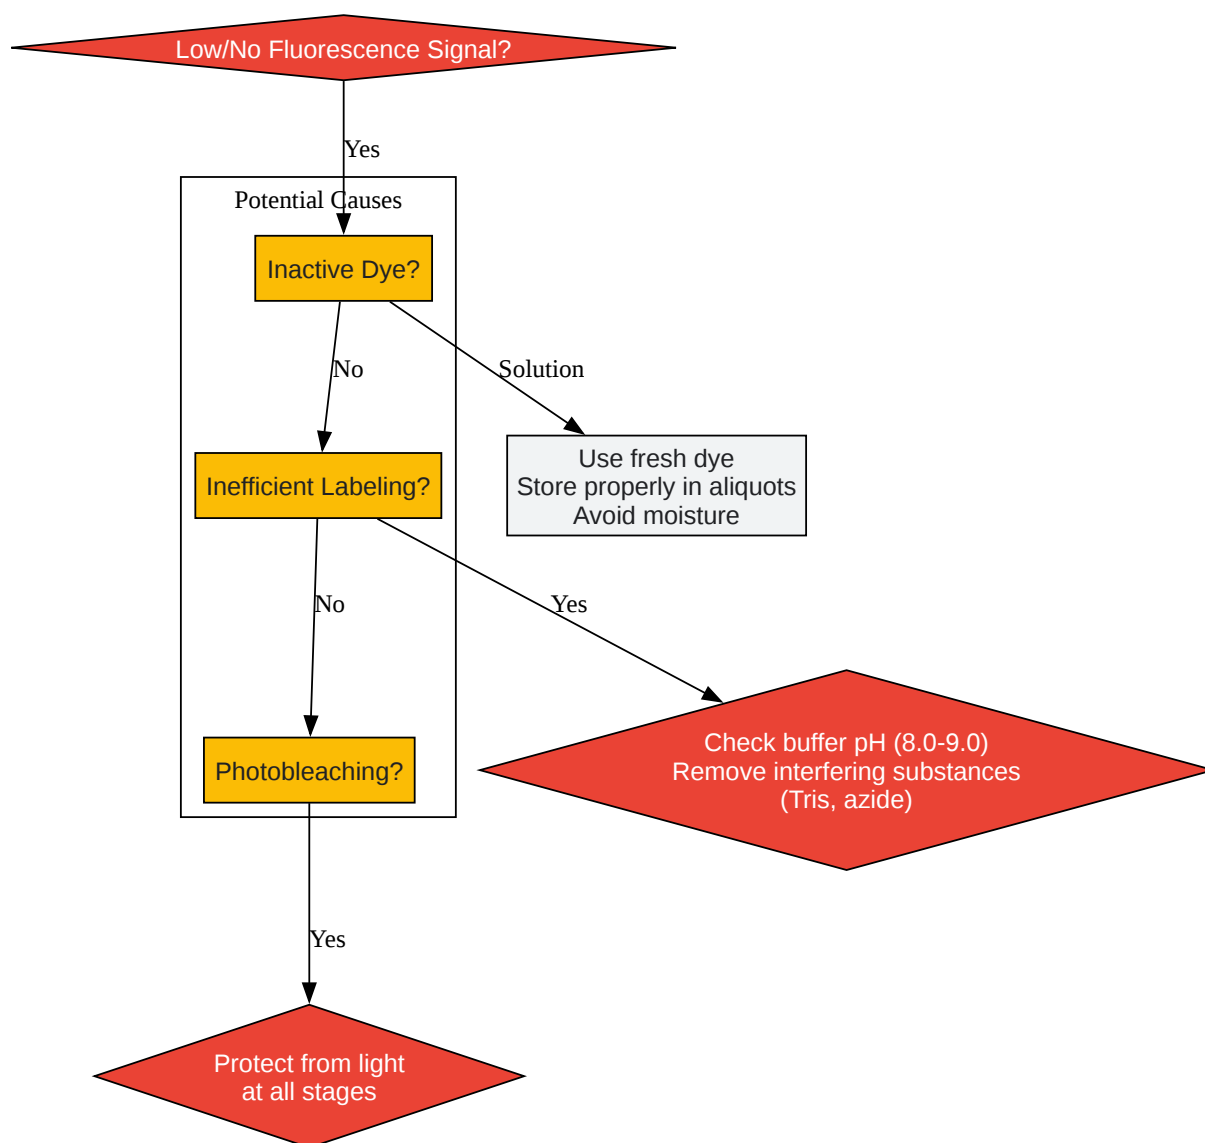 Low/No Fluorescence Signal?
Yes
Potential Causes
Inactive Dye?
No
Solution
Use fresh dye
Store properly in aliquots
Avoid moisture
Inefficient Labeling?
No
Yes
Check buffer pH (8.0-9.0)
Remove interfering substances
(Tris, azide)
Photobleaching?
Yes
Protect from light
at all stages